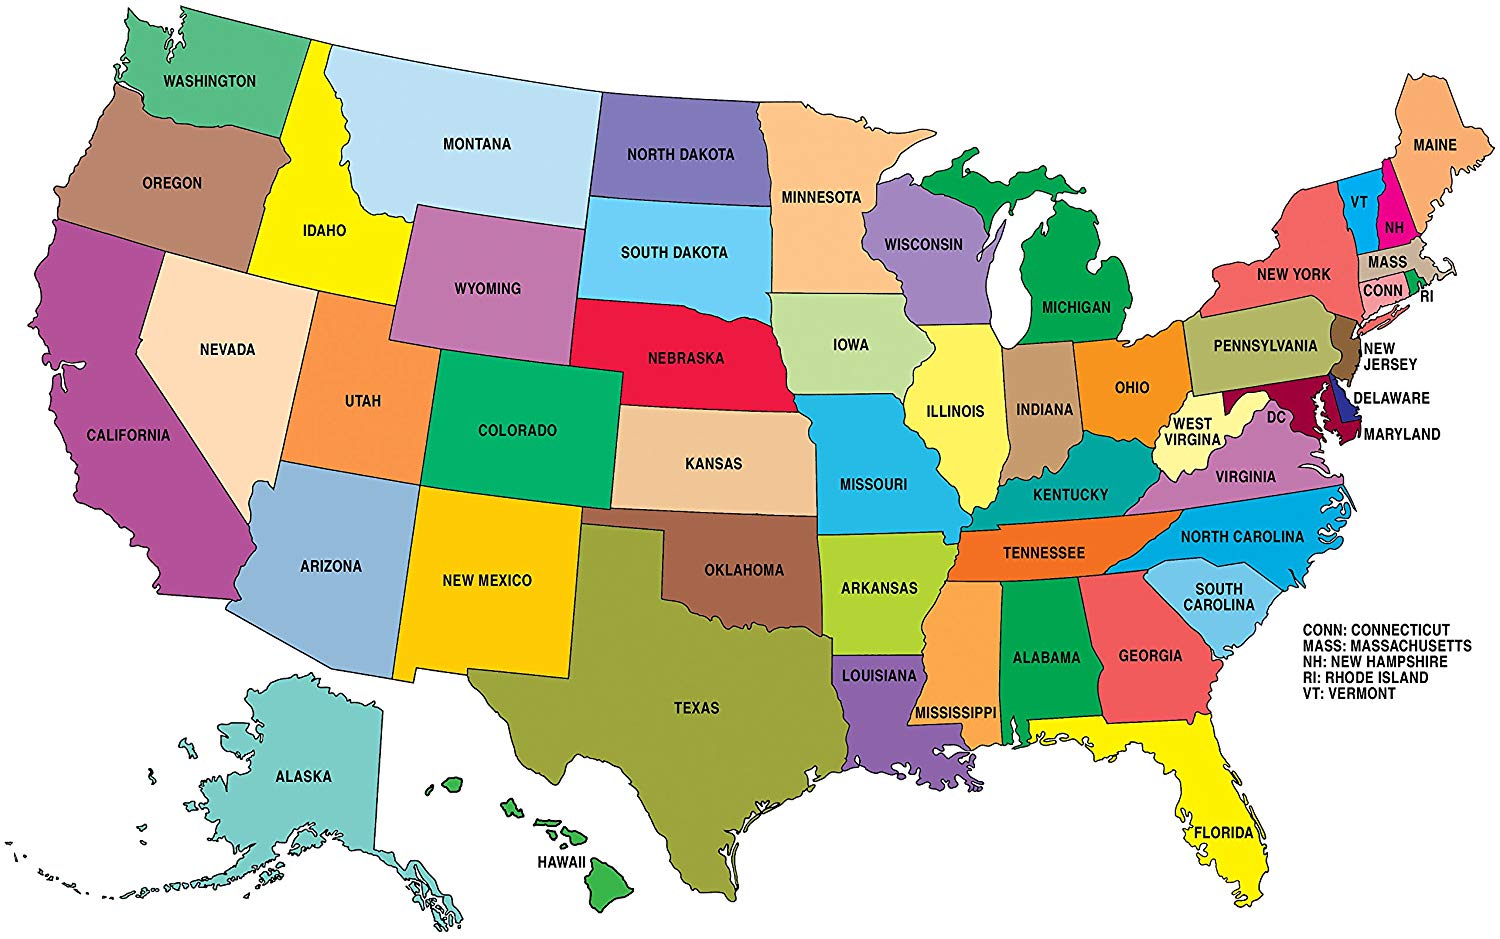 WASHINGTON
MONTANA
NORTH DAKOTA
MINNESOTA
MAINE
OREGON
IDAHO
WYOMING
SOUTH DAKOTA
WISCONSIN
MICHIGAN
VT
NH
NEW YORK
MASS
CONN
RI
NEVADA
UTAH
COLORADO
NEBRASKA
IOWA
ILLINOIS
INDIANA
OHIO
PENNSYLVANIA
NEW
JERSEY
DELAWARE
MARYLAND
DC
WEST
VIRGINA
VIRGINIA
CALIFORNIA
KANSAS
MISSOURI
KENTUCKY
ARIZONA
NEW MEXICO
OKLAHOMA
ARKANSAS
TENNESSEE
NORTH CAROLINA
SOUTH
CAROLINA
TEXAS
LOUISIANA
MISSISSIPPI
ALABAMA
GEORGIA
FLORIDA
ALASKA
HAWAII
CONN: CONNECTICUT
MASS: MASSACHUSETTS
NH: NEW HAMPSHIRE
RI: RHODE ISLAND
VT: VERMONT